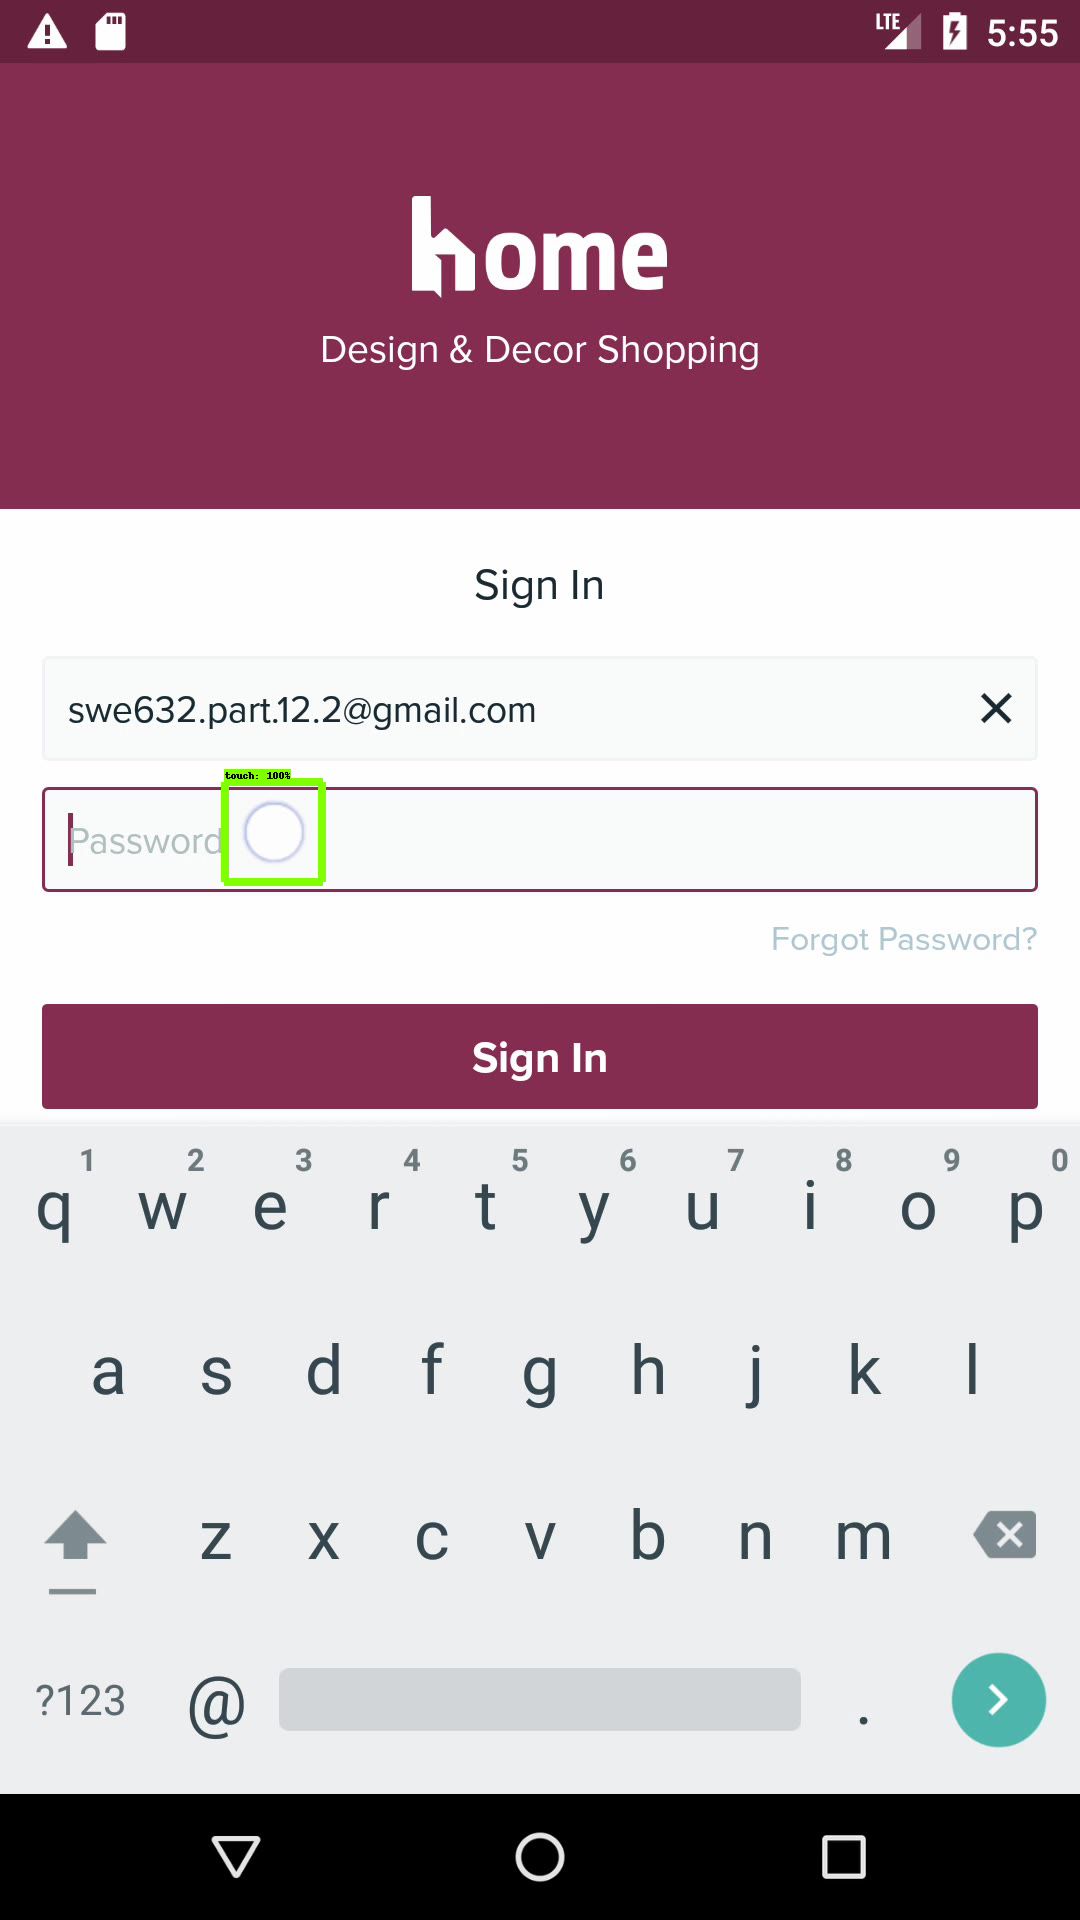 LTE 5:55
home
Design & Decor Shopping
Sign In
swe632.part.12.2@gmail.com
touch: 100%
Password
Forgot Password?
Sign In
1 2 3 4 5 6 7 8 9 0
q w e r t y u i o p
a s d f g h j k l
z x c v b n m
?123 @ .